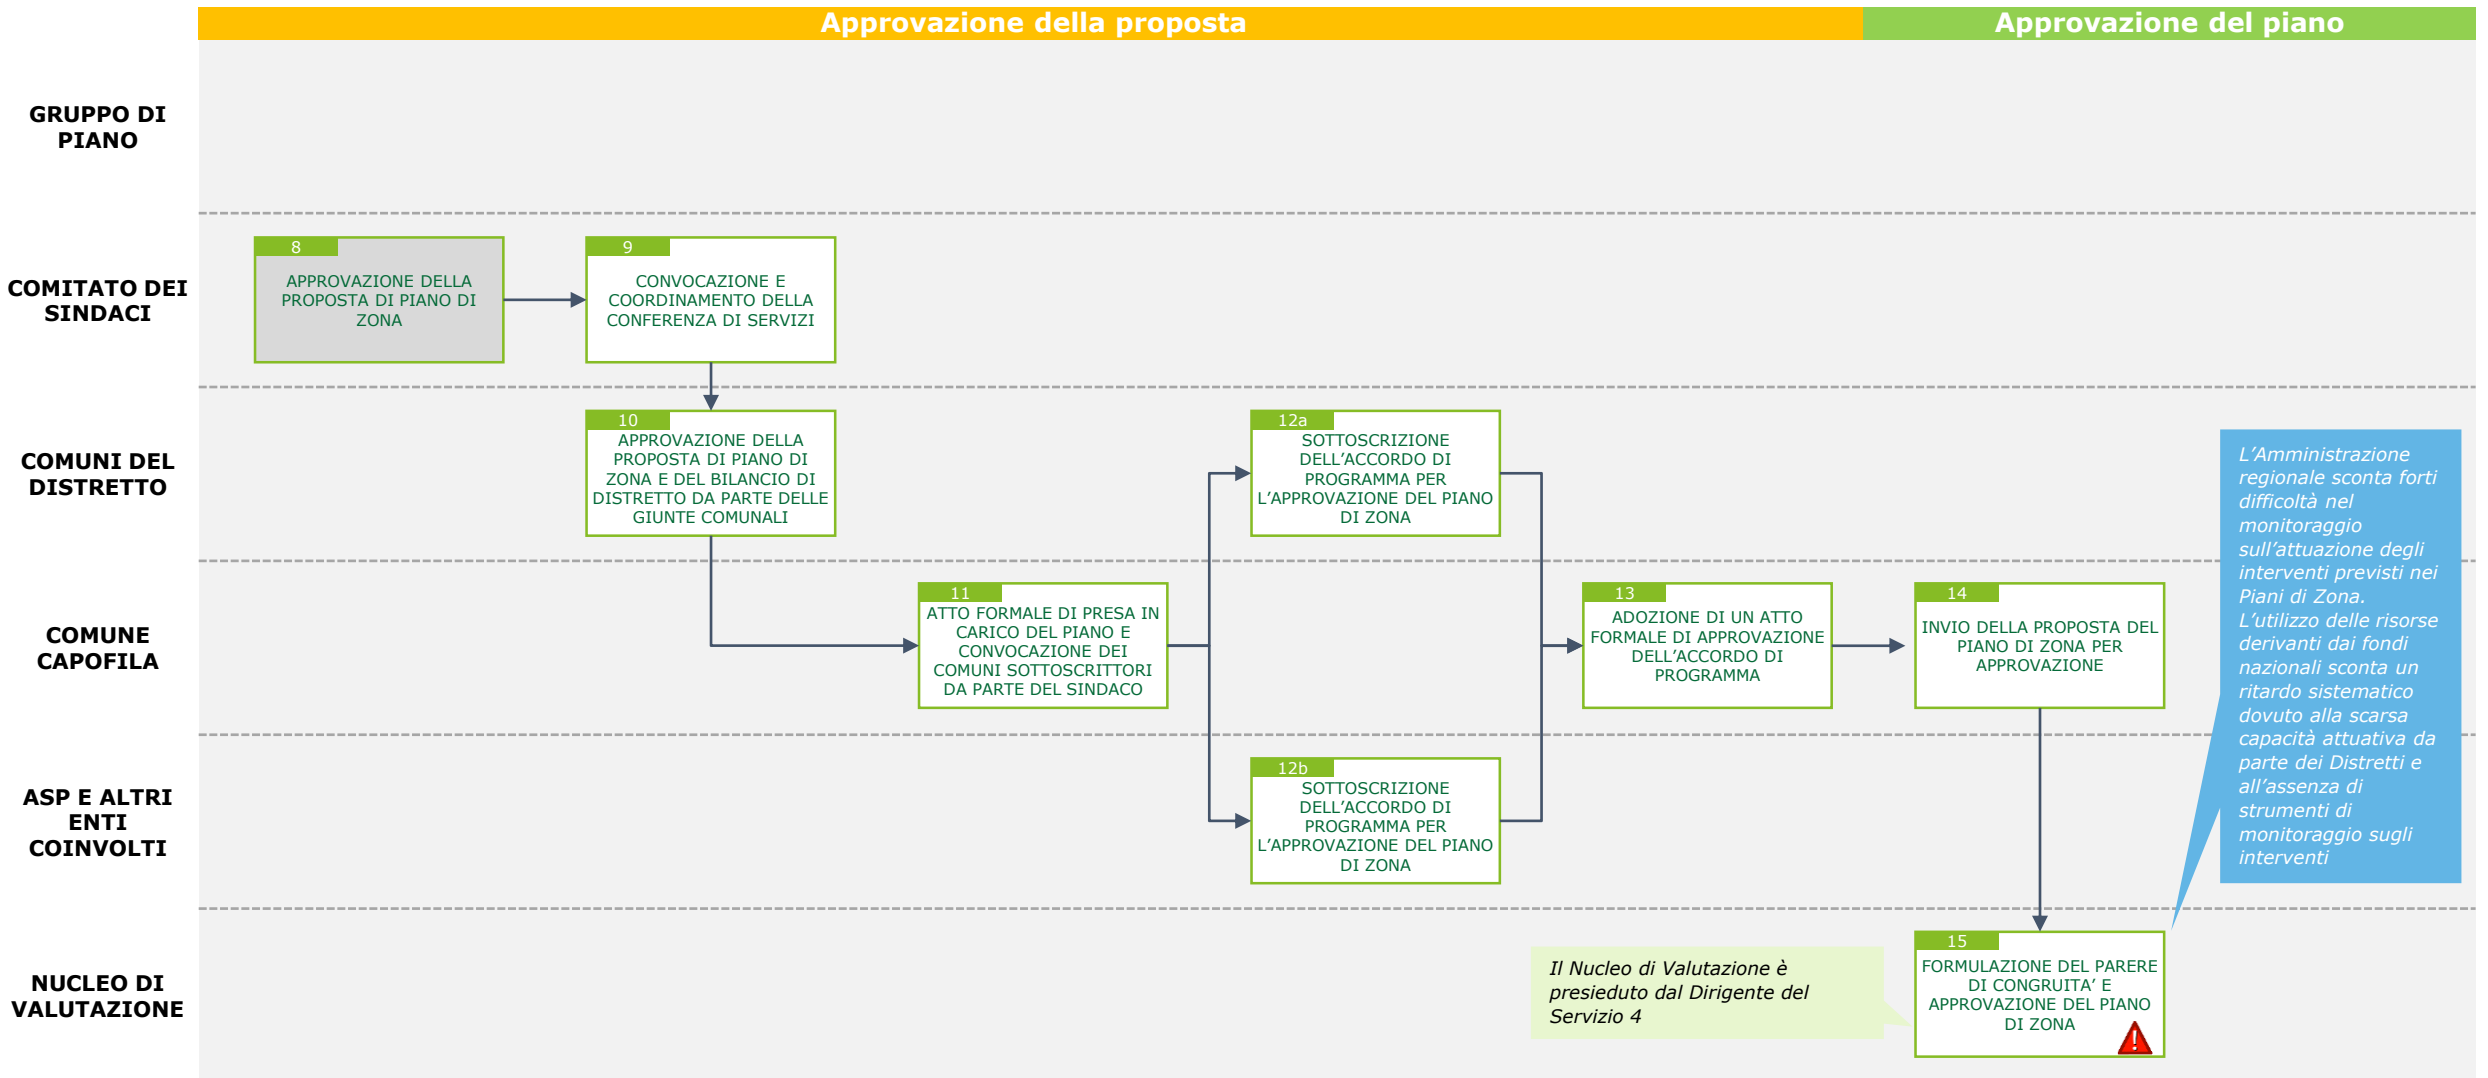 Approvazione della proposta
Approvazione del piano
GRUPPO DI
PIANO
COMITATO DEI
SINDACI
8
APPROVAZIONE DELLA
PROPOSTA DI PIANO DI
ZONA
9
CONVOCAZIONE E
COORDINAMENTO DELLA
CONFERENZA DI SERVIZI
COMUNI DEL
DISTRETTO
10
APPROVAZIONE DELLA
PROPOSTA DI PIANO DI
ZONA E DEL BILANCIO DI
DISTRETTO DA PARTE DELLE
GIUNTE COMUNALI
12a
SOTTOSCRIZIONE
DELL’ACCORDO DI
PROGRAMMA PER
L’APPROVAZIONE DEL PIANO
DI ZONA
COMUNE
CAPOFILA
11
ATTO FORMALE DI PRESA IN
CARICO DEL PIANO E
CONVOCAZIONE DEI
COMUNI SOTTOSCRITTORI
DA PARTE DEL SINDACO
13
ADOZIONE DI UN ATTO
FORMALE DI APPROVAZIONE
DELL’ACCORDO DI
PROGRAMMA
14
INVIO DELLA PROPOSTA DEL
PIANO DI ZONA PER
APPROVAZIONE
L’Amministrazione
regionale sconta forti
difficoltà nel
monitoraggio
sull’attuazione degli
interventi previsti nei
Piani di Zona.
L’utilizzo delle risorse
derivanti dai fondi
nazionali sconta un
ritardo sistematico
dovuto alla scarsa
capacità attuativa da
parte dei Distretti e
all’assenza di
strumenti di
monitoraggio sugli
interventi
ASP E ALTRI
ENTI
COINVOLTI
12b
SOTTOSCRIZIONE
DELL’ACCORDO DI
PROGRAMMA PER
L’APPROVAZIONE DEL PIANO
DI ZONA
NUCLEO DI
VALUTAZIONE
Il Nucleo di Valutazione è
presieduto dal Dirigente del
Servizio 4
15
FORMULAZIONE DEL PARERE
DI CONGRUITA’ E
APPROVAZIONE DEL PIANO
DI ZONA
!